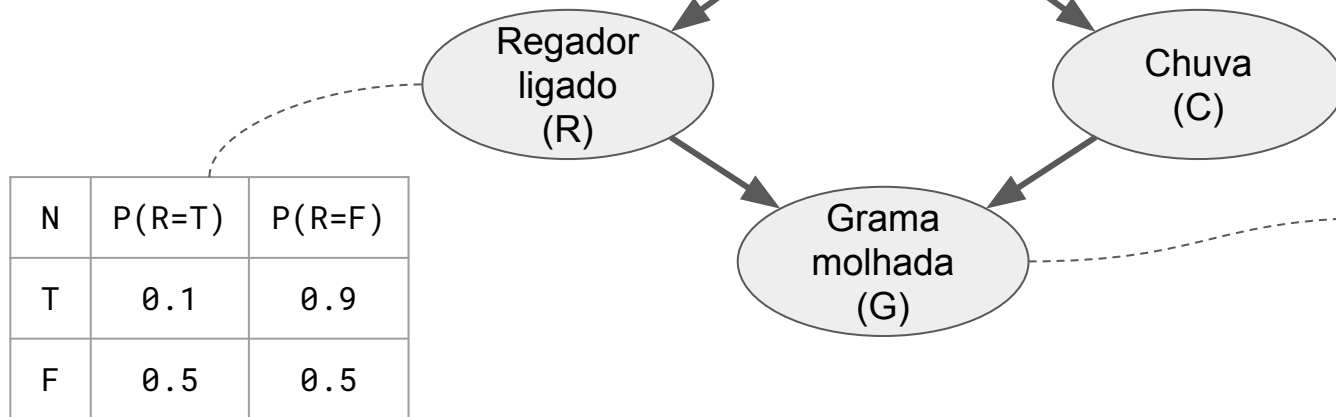 Regador
ligado
(R)
Chuva
(C)
Grama
molhada
(G)
N P(R=T) P(R=F)
T 0.1 0.9
F 0.5 0.5